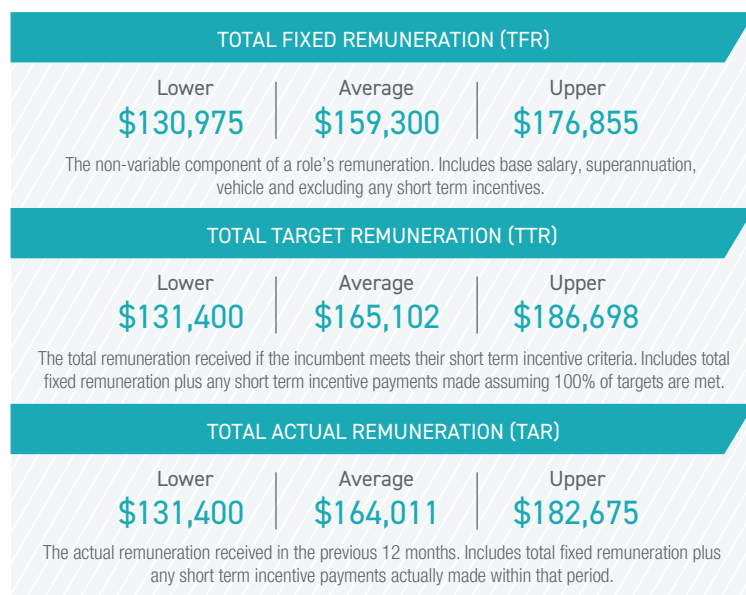 TOTAL FIXED REMUNERATION (TFR)
Lower Average Upper
$130,975 $159,300 $176,855
The non-variable component of a role's remuneration. Includes base salary, superannuation,
vehicle and excluding any short term incentives.
TOTAL TARGET REMUNERATION (TTR)
Lower Average Upper
$131,400 $165,102 $186,698
The total remuneration received if the incumbent meets their short term incentive criteria. Includes total
fixed remuneration plus any short term incentive payments made assuming 100% of targets are met.
TOTAL ACTUAL REMUNERATION (TAR)
Lower Average Upper
$131,400 $164,011 $182,675
The actual remuneration received in the previous 12 months. Includes total fixed remuneration plus
any short term incentive payments actually made within that period.